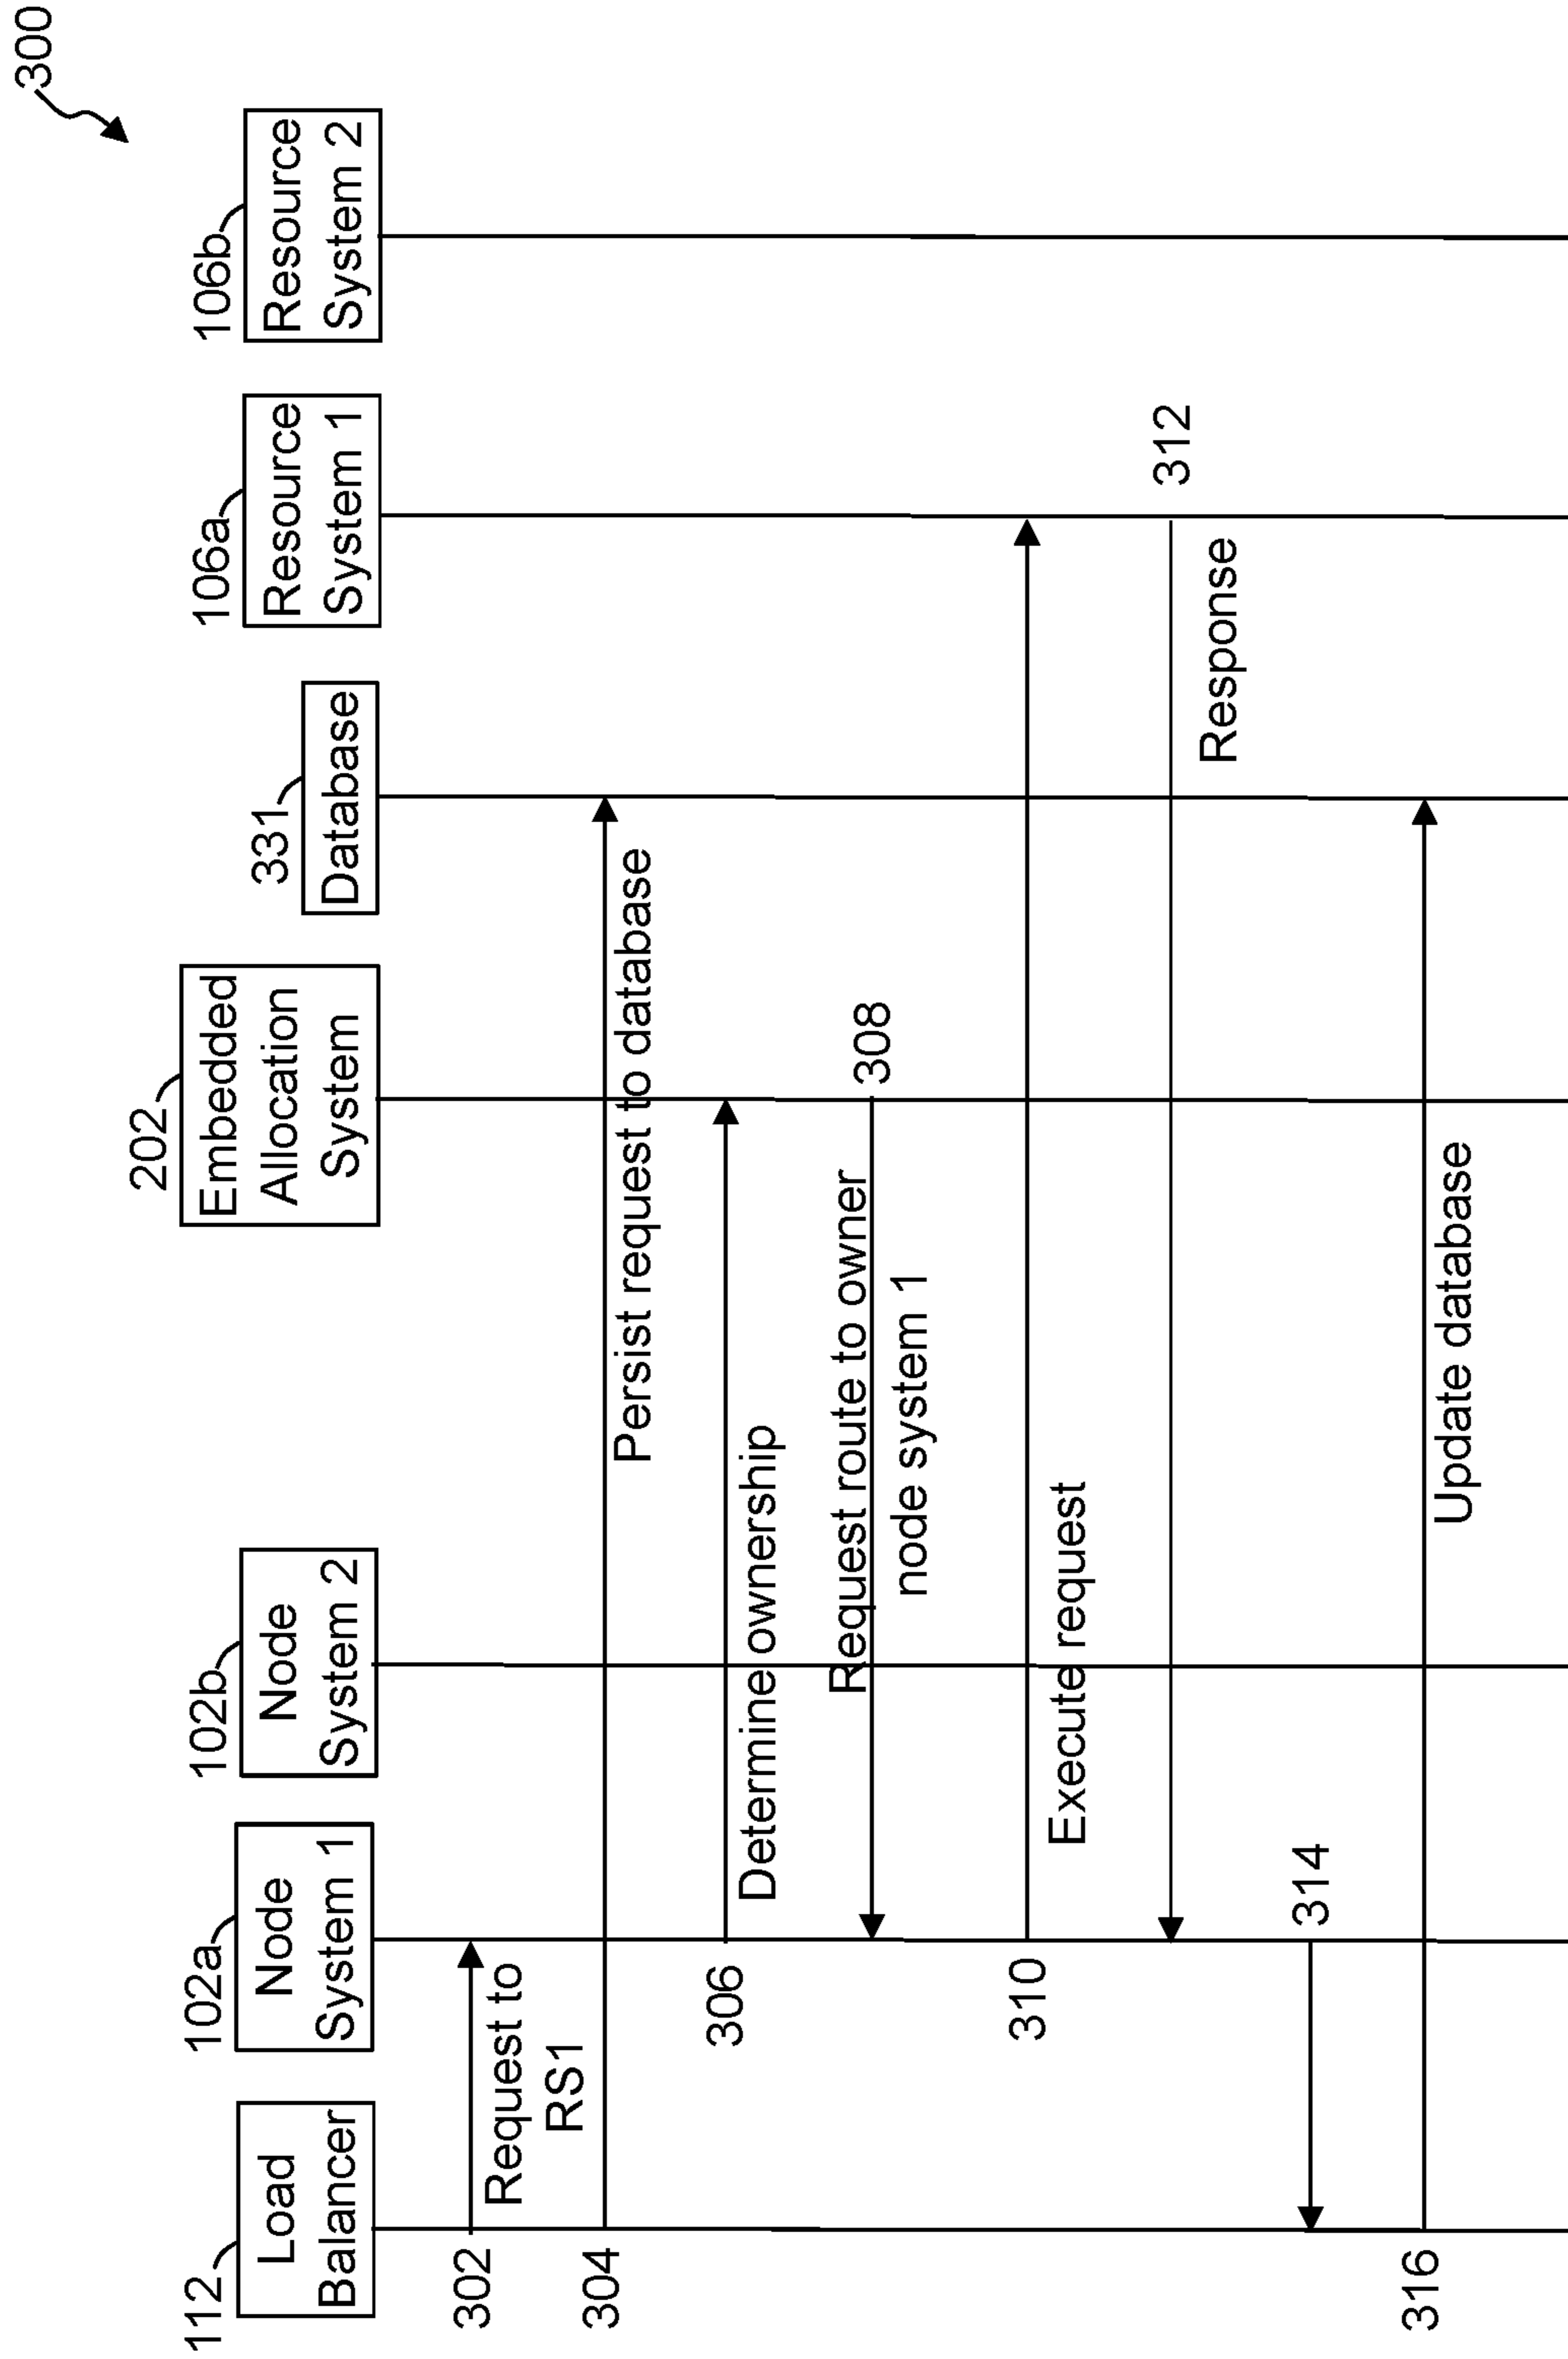 300
112
Load
Balancer
102a
Node
System 1
102b
Node
System 2
202
Embedded
Allocation
System
331
Database
106a
Resource
System 1
106b
Resource
System 2
302
Request to
RS1
304
Persist request to database
306
Determine ownership
308
Request route to owner
node system 1
310
Execute request
312
Response
314
316
Update database